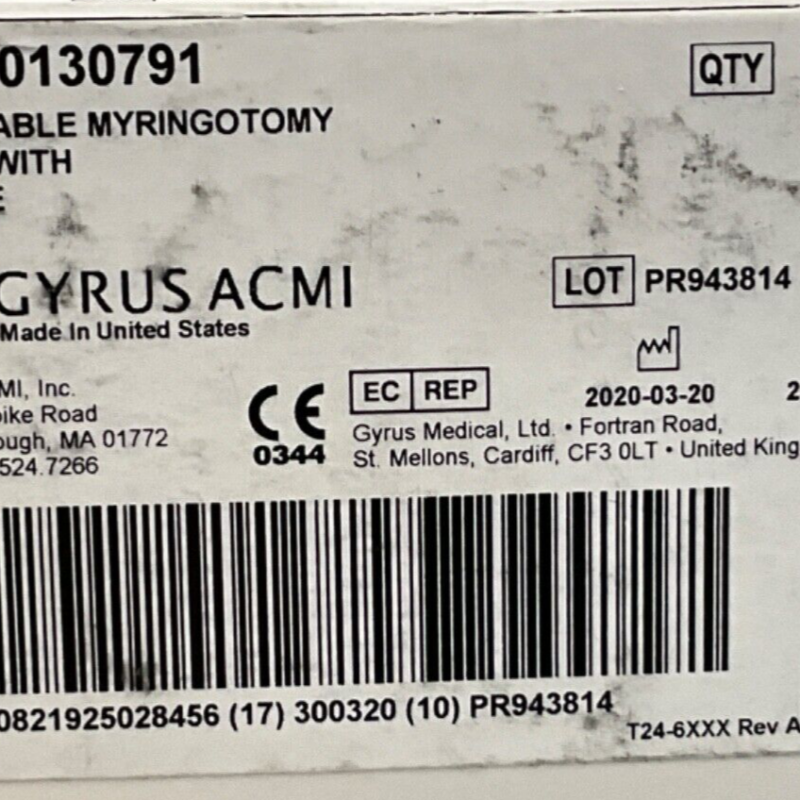 0130791
QTY
ABLE MYRINGOTOMY
WITH
E
GYRUS ACMI
Made In United States
LOT PR943814
MI, Inc.
pike Road
ough, MA 01772
524.7266
CE
0344
EC REP
2020-03-20
2
Gyrus Medical, Ltd. • Fortran Road,
St. Mellons, Cardiff, CF3 0LT • United King
0821925028456 (17) 300320 (10) PR943814
T24-6XXX Rev A